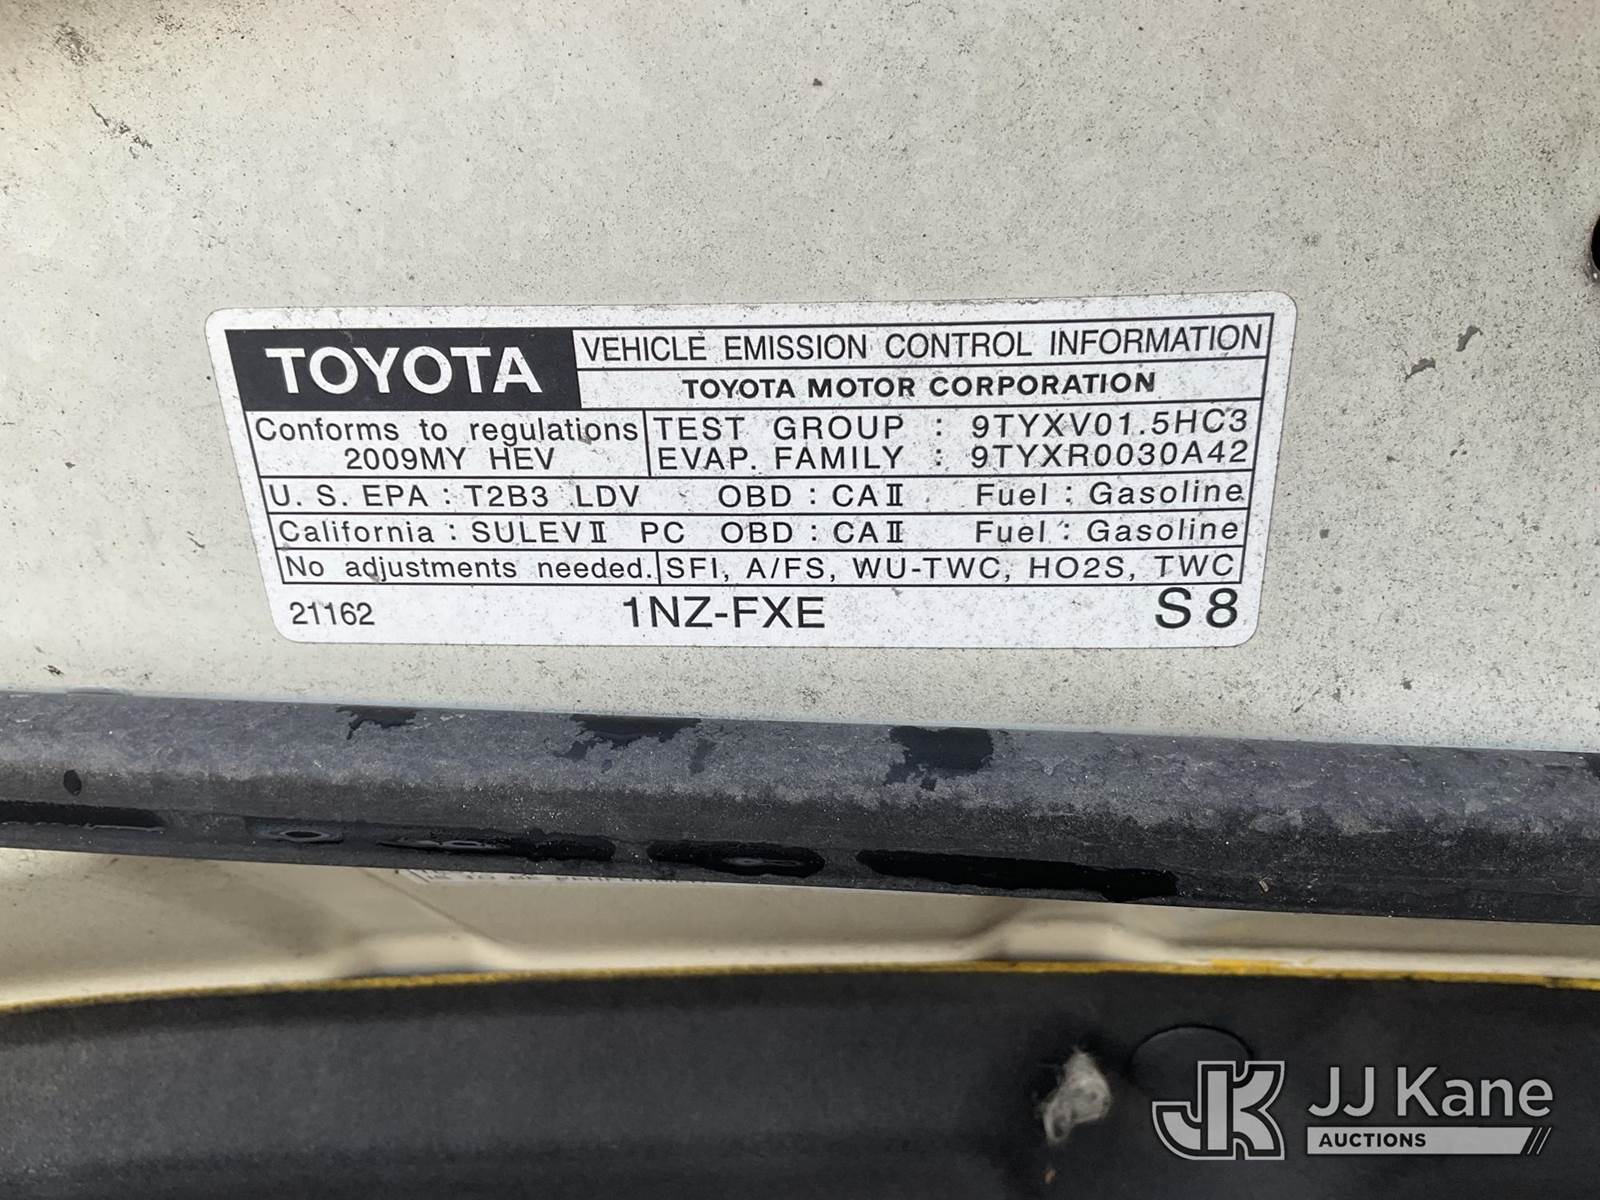 TOYOTA
VEHICLE EMISSION CONTROL INFORMATION
TOYOTA MOTOR CORPORATION
Conforms to regulations
2009MY HEV
TEST GROUP : 9TYXV01.5HC3
EVAP. FAMILY : 9TYXR0030A42
U. S. EPA : T2B3 LDV OBD : CAⅡ Fuel : Gasoline
California : SULEVⅡ PC OBD : CAⅡ Fuel : Gasoline
No adjustments needed. SFI, A/FS, WU-TWC, HO2S, TWC
21162 1NZ-FXE S8
JK JJ Kane
AUCTIONS